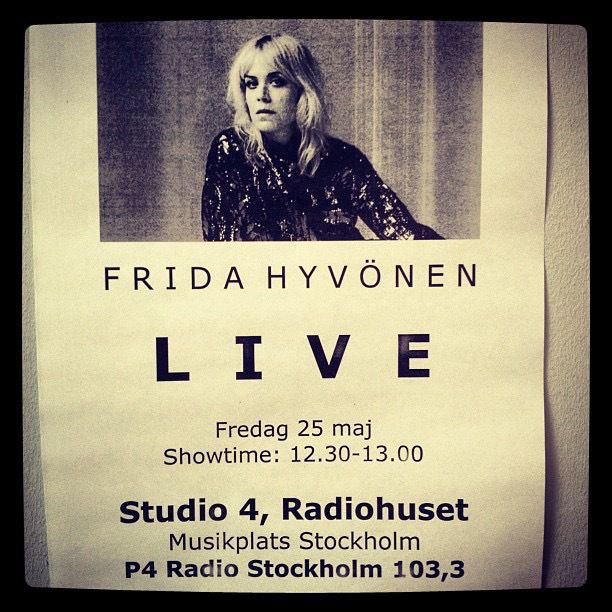 FRIDA HYVÖNEN
LIVE
Fredag 25 maj
Showtime: 12.30-13.00
Studio 4, Radiohuset
Musikplats Stockholm
P4 Radio Stockholm 103,3